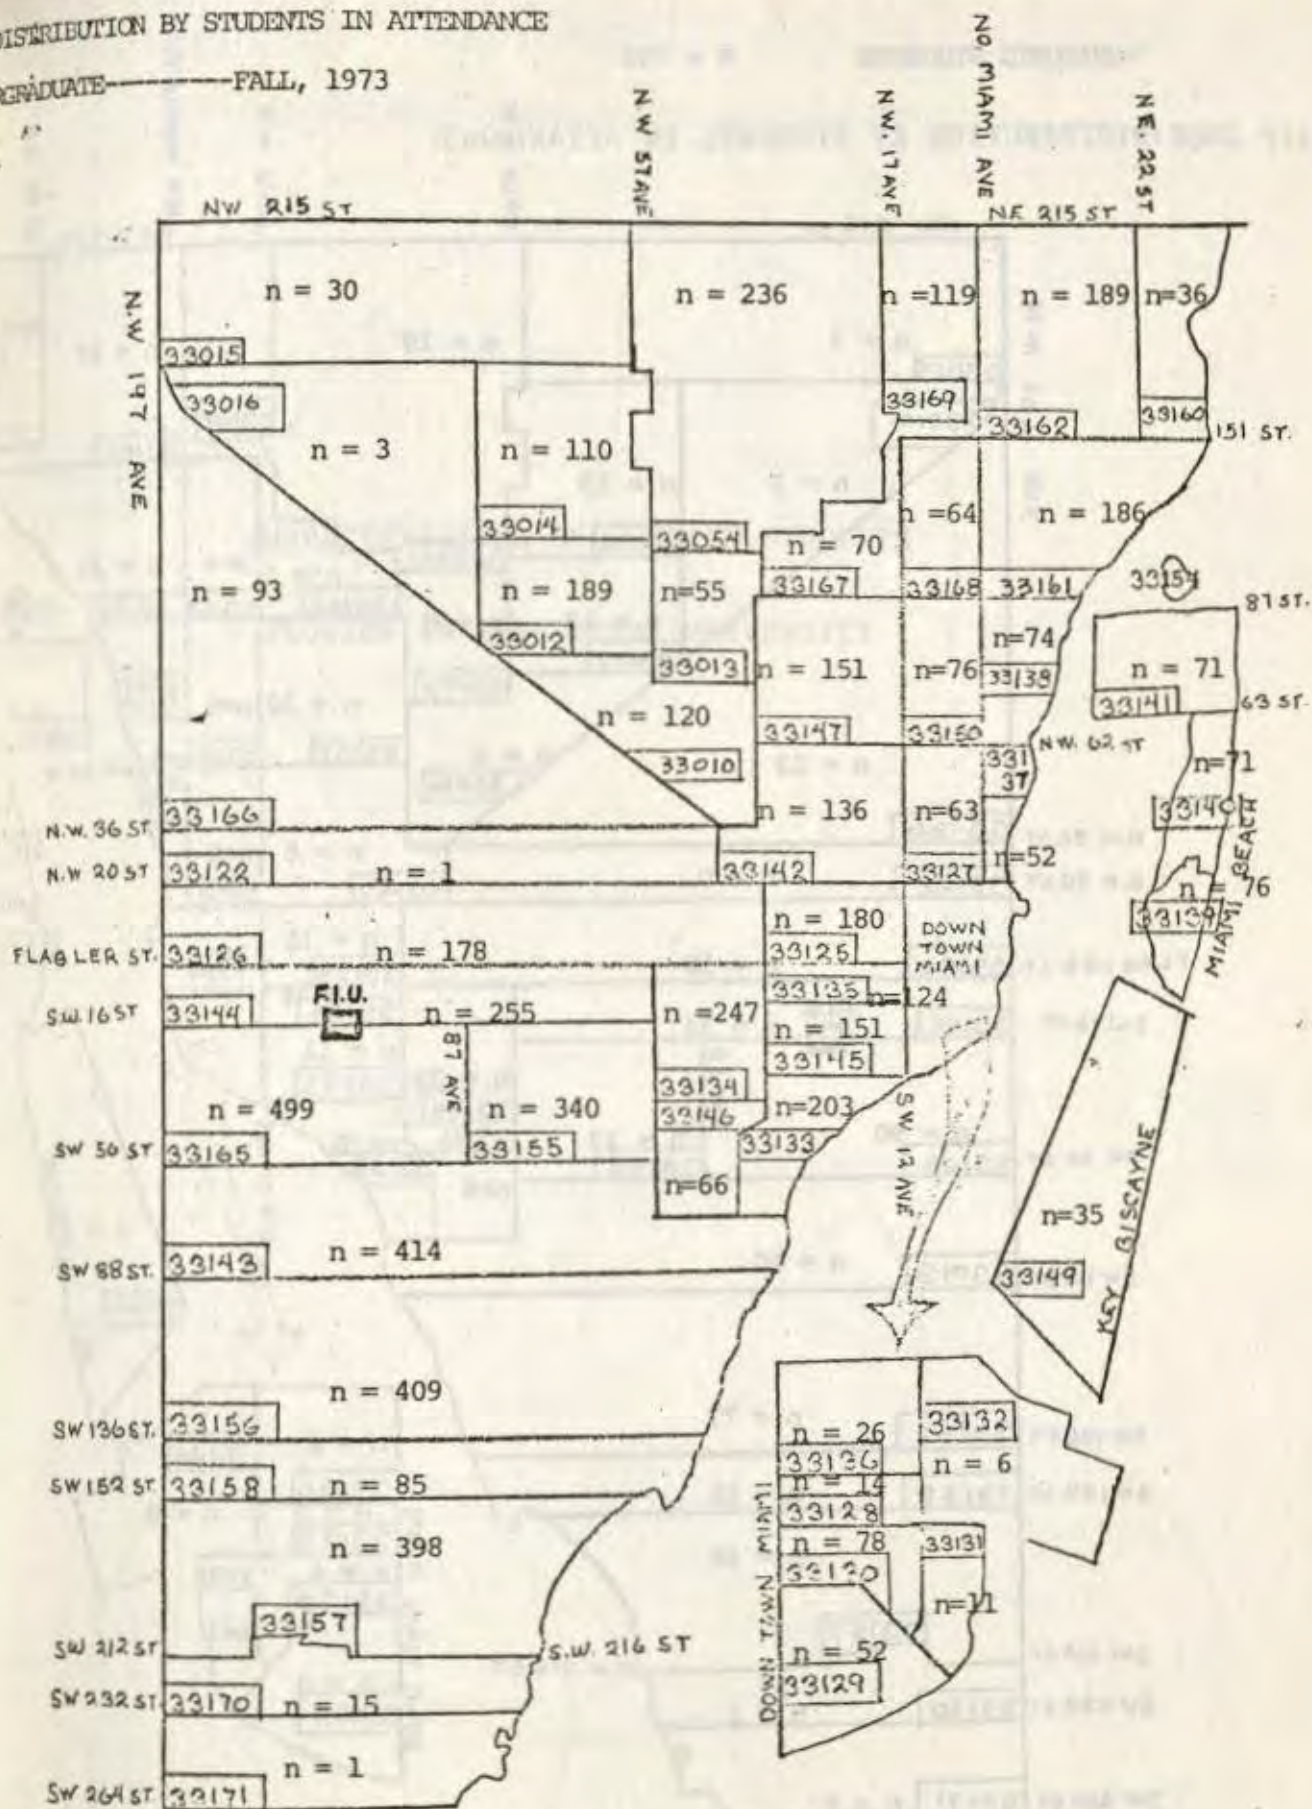 DISTRIBUTION BY STUDENTS IN ATTENDANCE
RGRADUATE----------FALL, 1973
NW 57 AVE
NW. 17 AVE
NO. MIAMI AVE
NE. 22 ST
NW 215 ST
NE 215 ST
N.W 197 AVE
n = 30
n = 236
n =119
n = 189
n=36
33015
33016
33169
33162
33160
151 ST.
n = 3
n = 110
33014
33054
n =64
n = 186
n = 70
n = 93
n = 189
n=55
33167
33168
33161
33154
87 ST.
33012
33013
n = 151
n=76
n=74
33138
n = 71
33141
63 ST.
n = 120
33147
33150
NW. 62 ST
33010
331
37
n=71
33140
N.W. 36 ST.
33166
n = 136
n=63
N.W 20 ST
33122
n = 1
33142
33127
n=52
n = 76
33139
MIAMI BEACH
n = 180
DOWN
TOWN
MIAMI
FLAGLER ST.
33126
n = 178
33125
33135
n=124
S.W. 16 ST
33144
F.I.U.
n = 255
n =247
n = 151
87 AVE
33134
33145
n = 499
n = 340
33146
n=203
SW 12 AVE
SW 56 ST
33165
33155
33133
n=66
n=35
KEY BISCAYNE
n = 414
SW 88 ST.
33143
33149
n = 409
SW 136 ST.
33156
n = 26
33132
33136
n = 6
SW 152 ST.
33158
n = 85
n = 14
33128
n = 398
n = 78
33131
33130
n=11
DOWN TOWN MIAMI
33157
SW 212 ST
S.W. 216 ST
n = 52
33129
SW 232 ST.
33170
n = 15
n = 1
SW 264 ST
33171